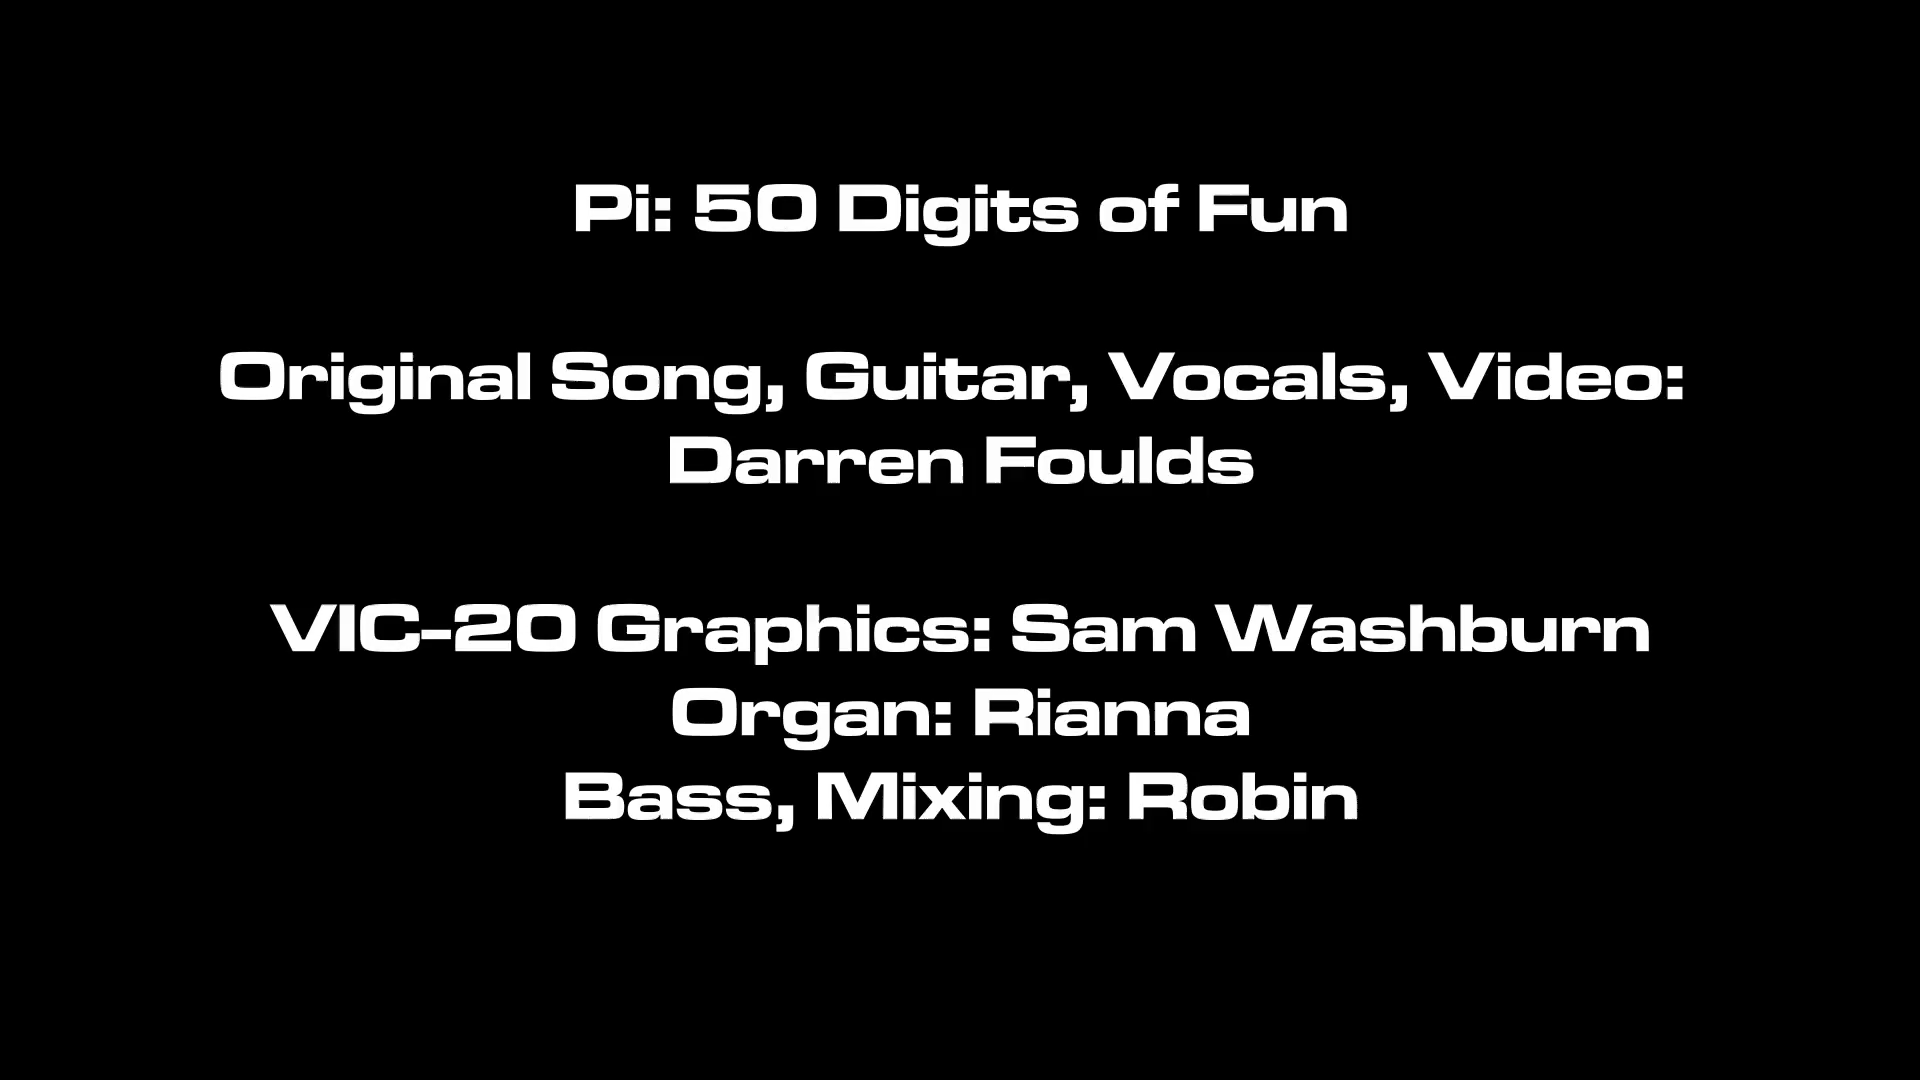 Pi: 50 Digits of Fun
Original Song, Guitar, Vocals, Video:
Darren Foulds
VIC-20 Graphics: Sam Washburn
Organ: Rianna
Bass, Mixing: Robin